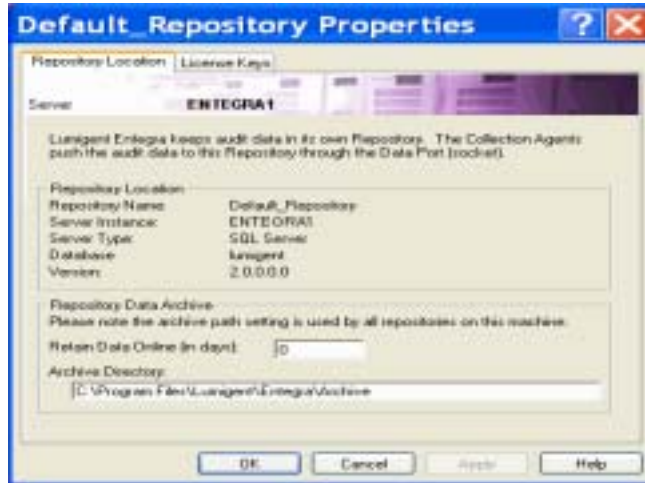 Default_Repository Properties
Repository Location
License Keys
Server
ENTEGRA1
Lumigent Entegra keeps audit data in its own Repository. The Collection Agents
push the audit data to this Repository through the Data Port (socket).
Repository Location
Repository Name: Default_Repository
Server Instance: ENTEGRA1
Server Type: SQL Server
Database lumigent
Version: 2.0.0.0.0
Repository Data Archive
Please note the archive path setting is used by all repositories on this machine.
Retain Data Online (in days): 0
Archive Directory
C:\Program Files\Lumigent\Entegra\Archive
OK Cancel Apply Help